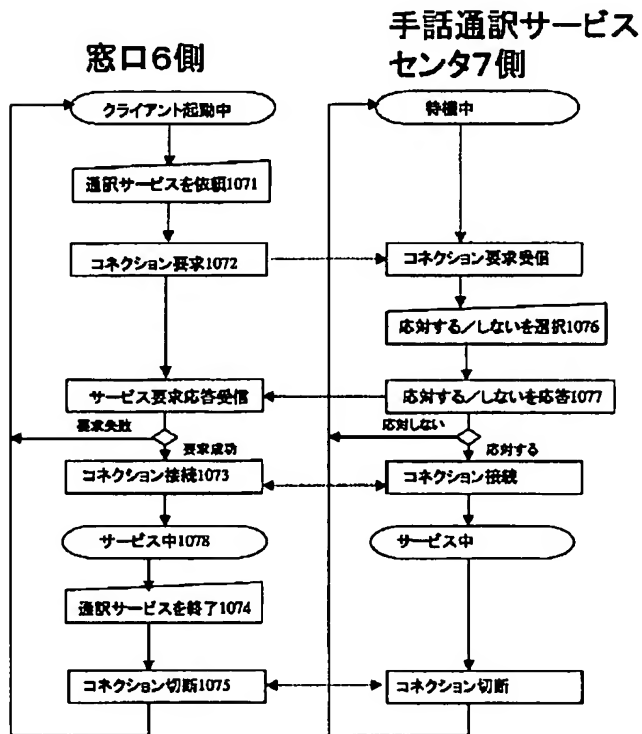 窓口6側
手話通訳サービス
センタ7側
クライアント起動中
待機中
通訳サービスを依頼1071
コネクション要求1072
コネクション要求受信
応対する/しないを選択1076
サービス要求応答受信
応対する/しないを応答1077
要求失敗
要求成功
応対しない
応対する
コネクション接続1073
コネクション接続
サービス中1078
サービス中
通訳サービスを終了1074
コネクション切断1075
コネクション切断